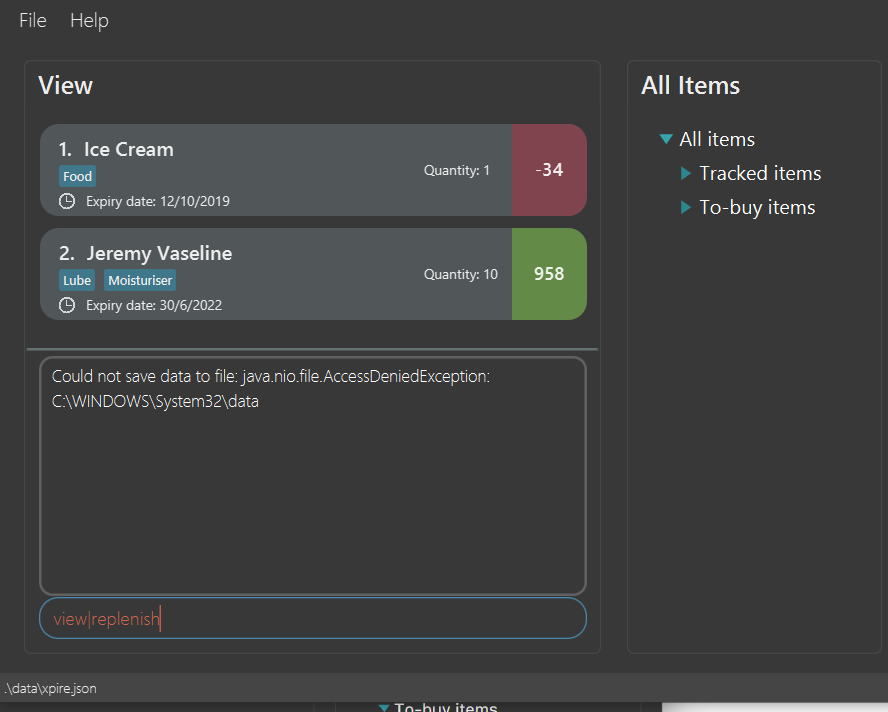 File Help
View
1. Ice Cream
Food
Expiry date: 12/10/2019
Quantity: 1
-34
2. Jeremy Vaseline
Lube Moisturiser
Expiry date: 30/6/2022
Quantity: 10
958
Could not save data to file: java.nio.file.AccessDeniedException:
C:\WINDOWS\System32\data
view|replenish
All Items
All items
Tracked items
To-buy items
.\data\xpire.json
To-buy items